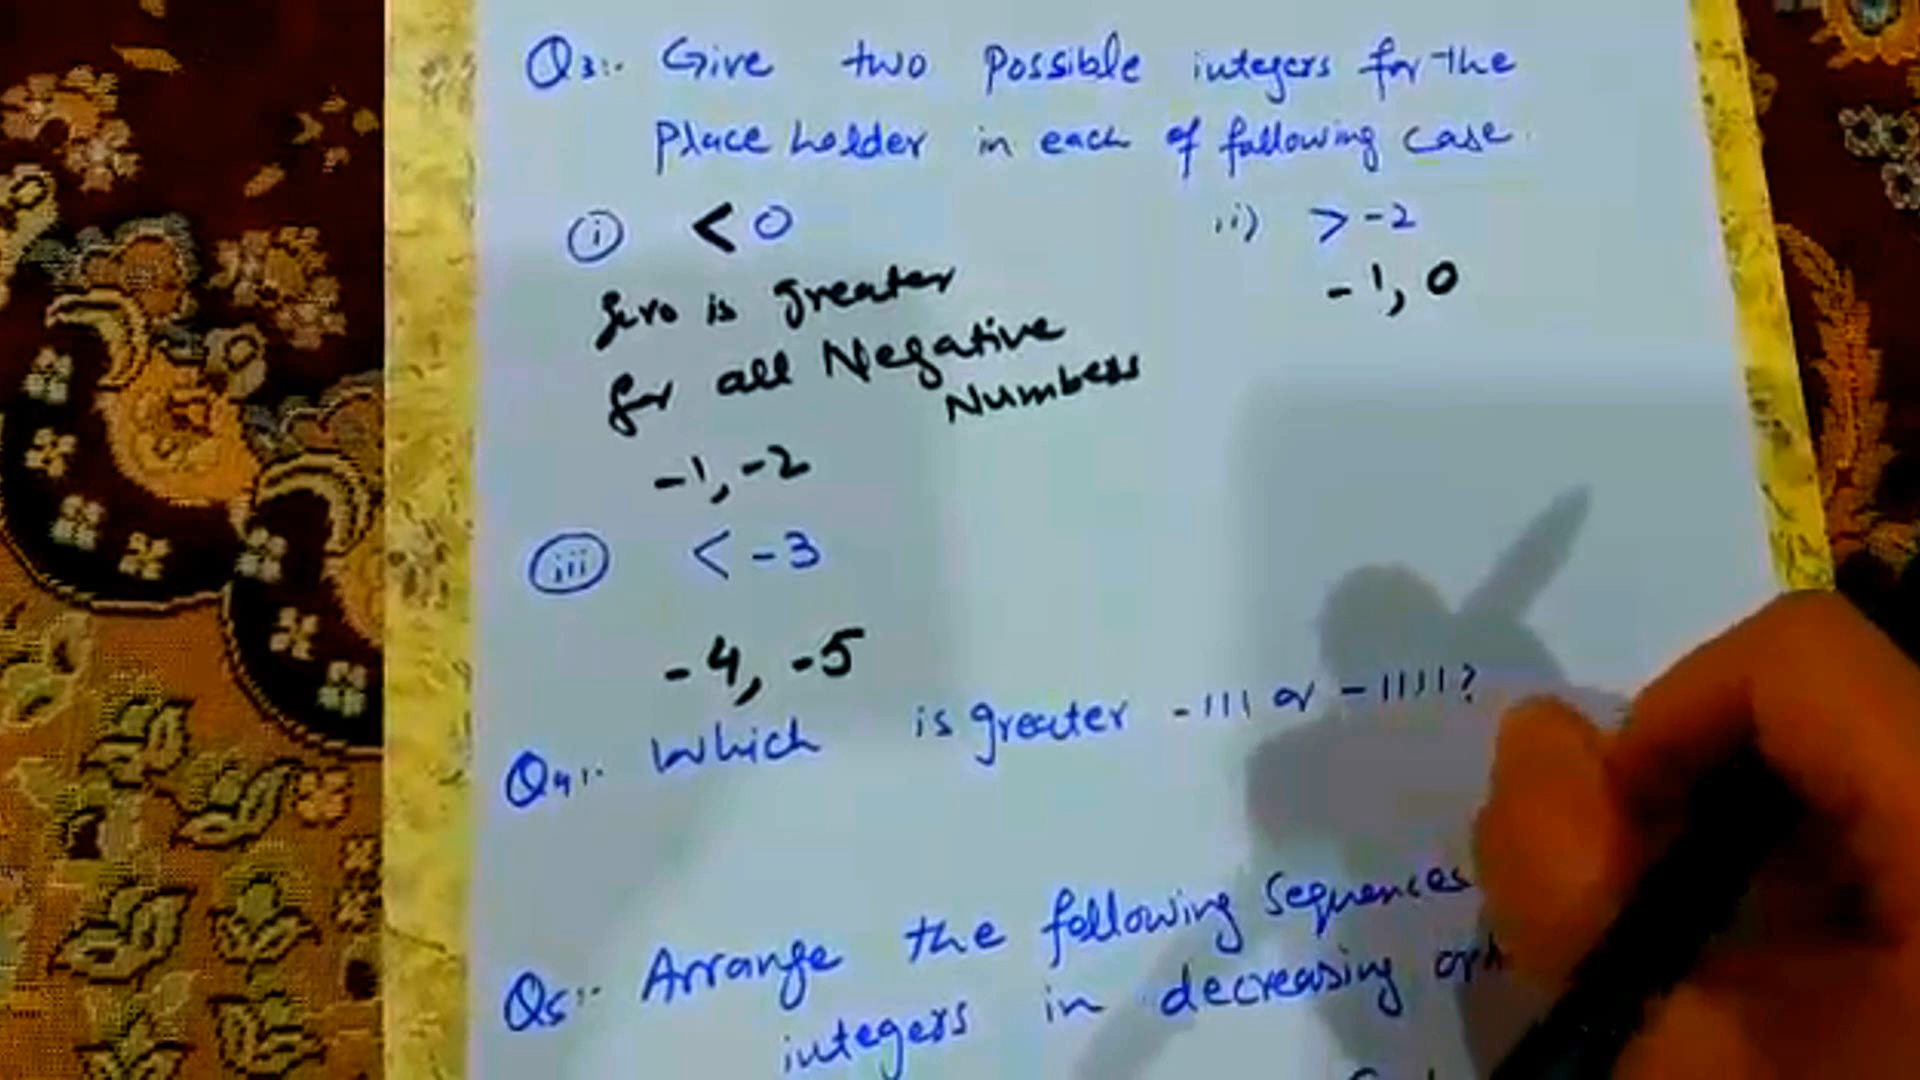 Q3:- Give two possible integers for the
Place holder in each of following case.
(i) < 0
ii) > -2
Zero is greater
for all Negative
Numbers
-1, -2
-1, 0
(iii) < -3
-4, -5
Q4:- Which is greater -111 or -1111?
Q5:- Arrange the following sequences
integers in decreasing